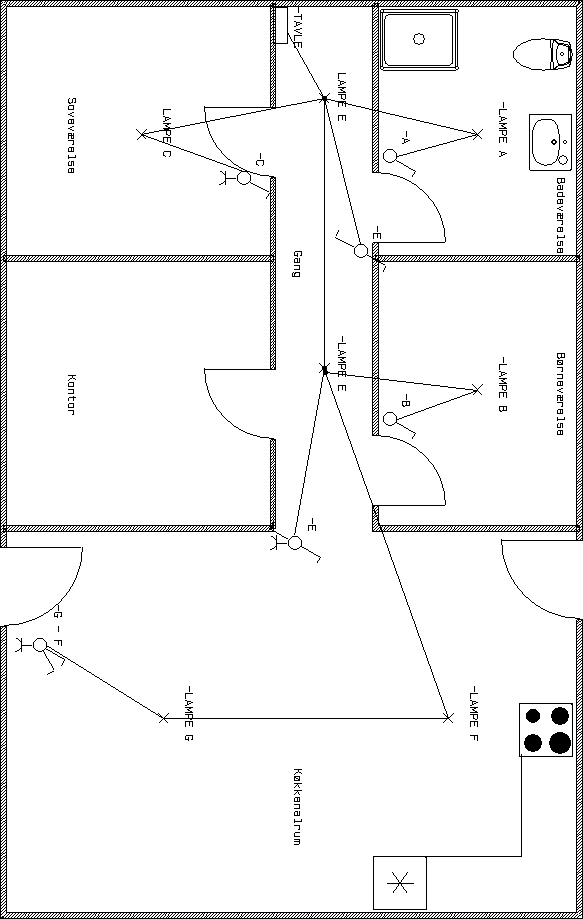 -TAVLE
LAMPE E
-LAMPE A
-A
Badeværelse
Soveværelse
LAMPE C
-C
-E
Gang
-LAMPE E
-LAMPE B
-B
Børneværelse
Kontor
-E
-G - F
-LAMPE G
-LAMPE F
Køkkenalrum